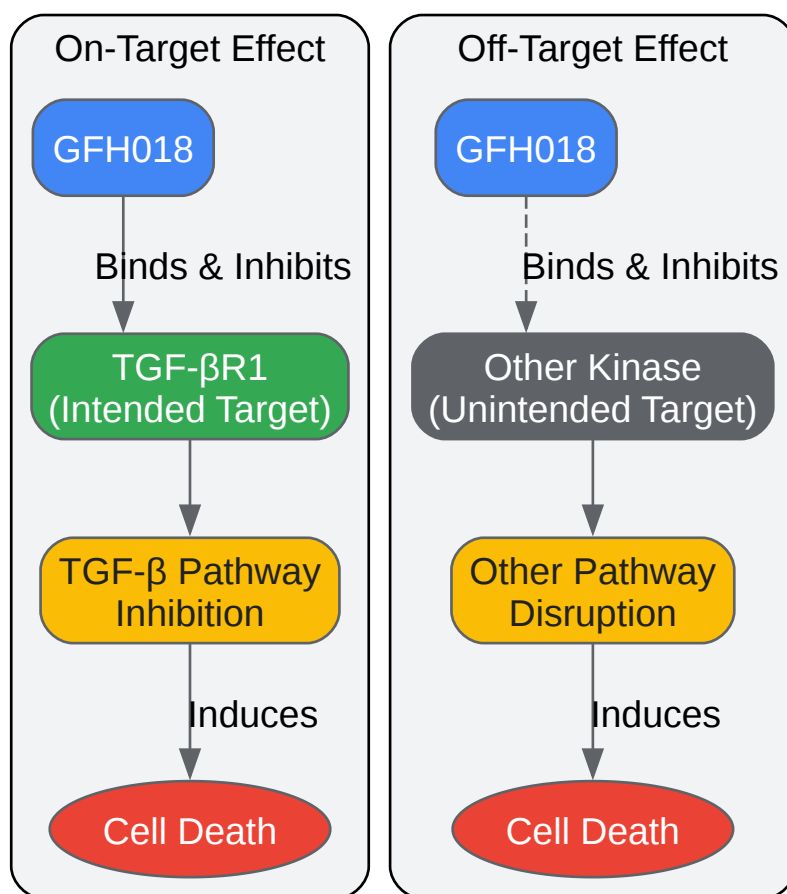 On-Target Effect
GFH018
Binds & Inhibits
TGF-βR1
(Intended Target)
TGF-β Pathway
Inhibition
Induces
Cell Death
Off-Target Effect
GFH018
Binds & Inhibits
Other Kinase
(Unintended Target)
Other Pathway
Disruption
Induces
Cell Death